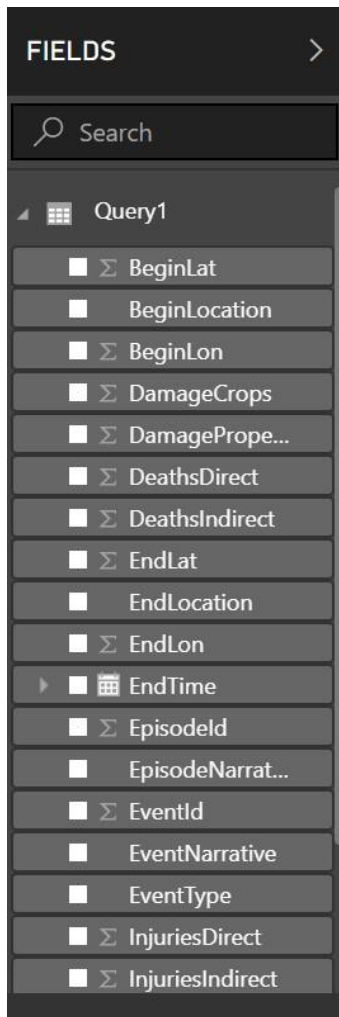 FIELDS
Search
Query1
Σ BeginLat
BeginLocation
Σ BeginLon
Σ DamageCrops
Σ DamagePrope...
Σ DeathsDirect
Σ DeathsIndirect
Σ EndLat
EndLocation
Σ EndLon
EndTime
Σ EpisodeId
EpisodeNarrat...
Σ EventId
EventNarrative
EventType
Σ InjuriesDirect
Σ InjuriesIndirect